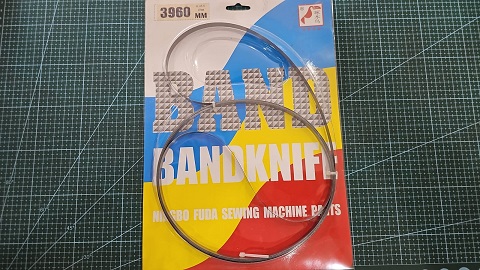 3960
MM
BAND
BANDKNIFE
NINGBO FUDA SEWING MACHINE PARTS